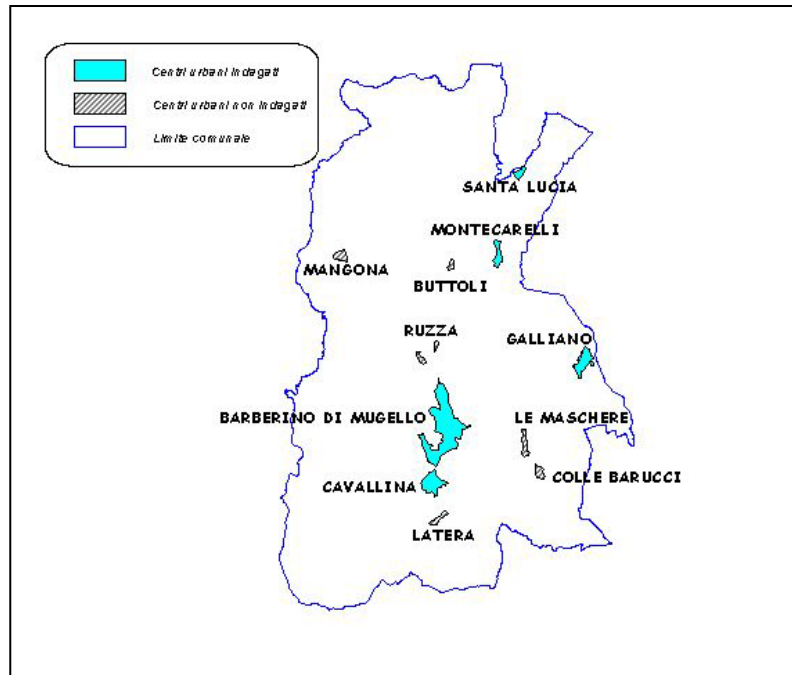 Centri urbani indagati
Centri urbani non indagati
Limite comunale
SANTA LUCIA
MONTECARELLI
MANGONA
BUTTOLI
RUZZA
GALLIANO
BARBERINO DI MUGELLO
LE MASCHERE
COLLE BARUCCI
CAVALLINA
LATERA